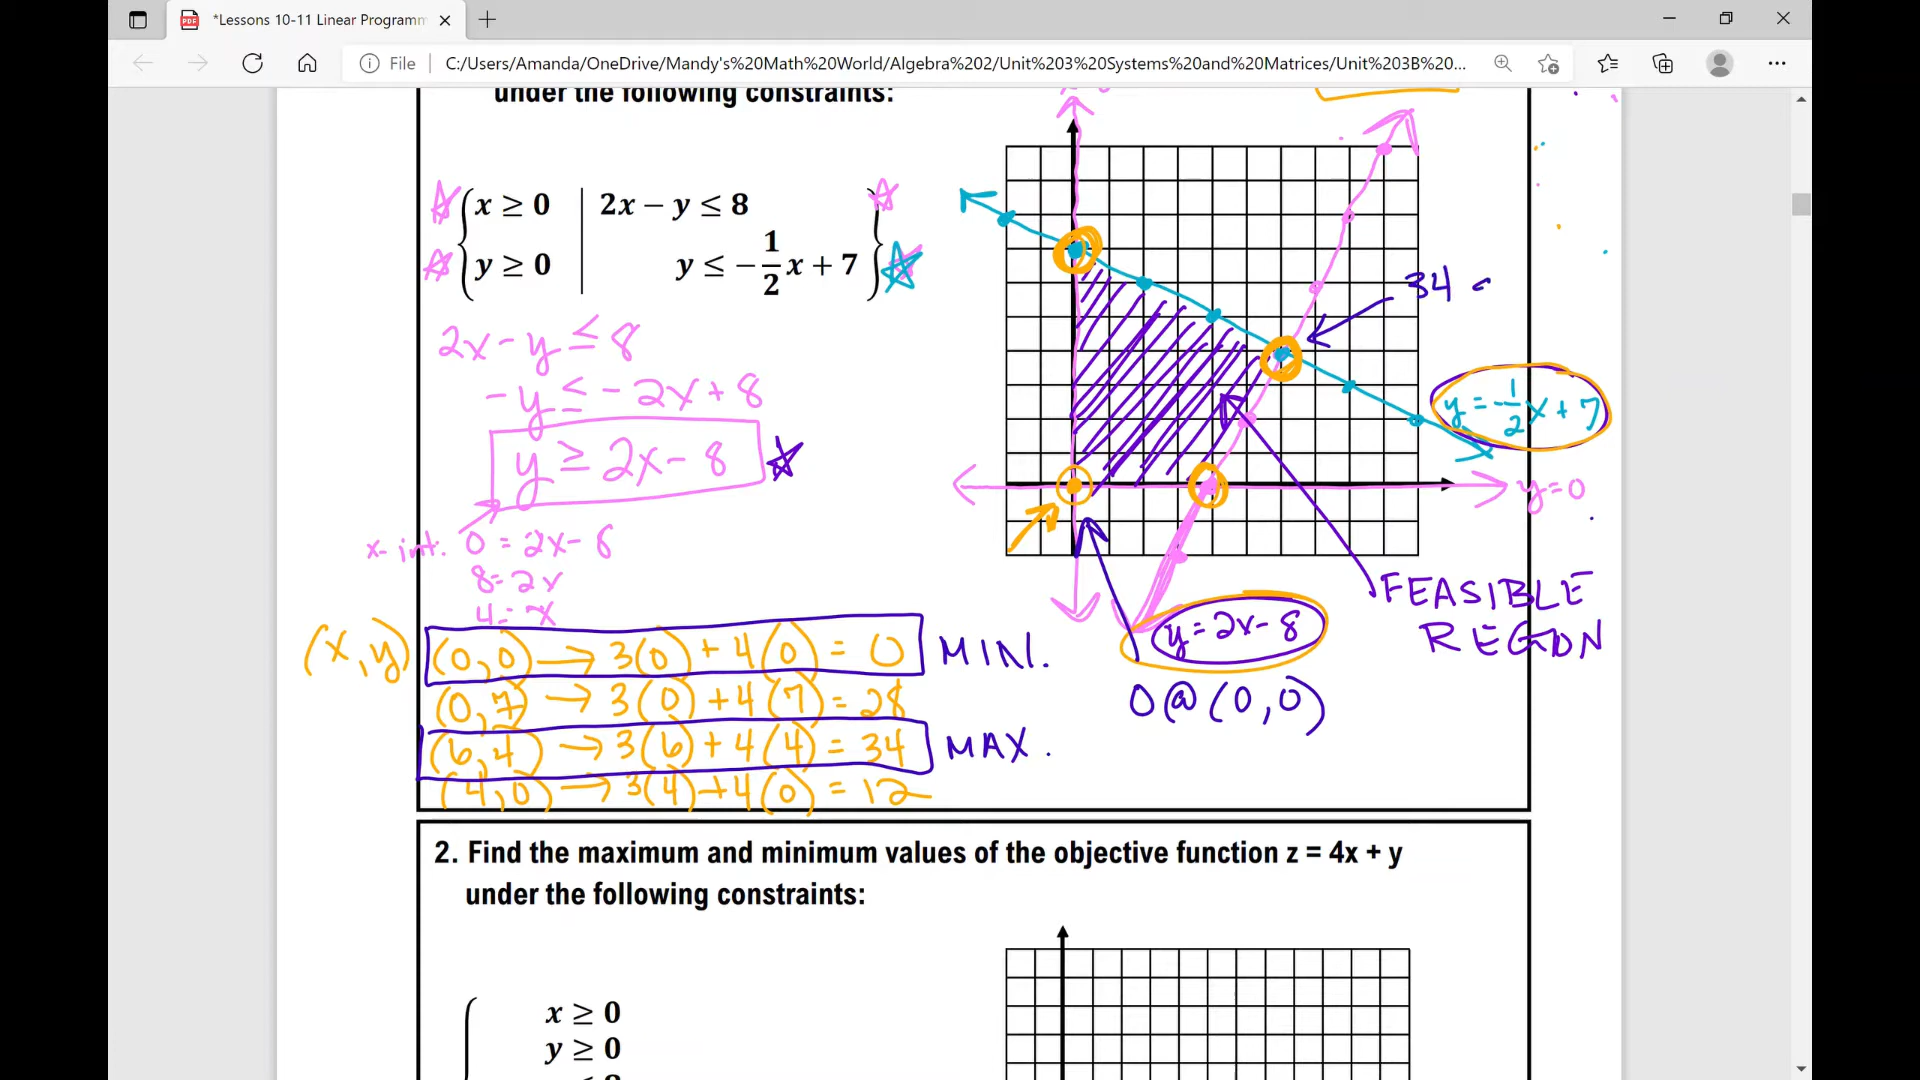 *Lessons 10-11 Linear Programm
File C:/Users/Amanda/OneDrive/Mandy's%20Math%20World/Algebra%202/Unit%203%20Systems%20and%20Matrices/Unit%203B%20...
under the following constraints:
x ≥ 0 | 2x − y ≤ 8
y ≥ 0 | y ≤ −1/2x + 7
2x - y ≤ 8
-y ≤ -2x + 8
y ≥ 2x - 8
x-int: 0 = 2x - 8
8 = 2x
4 = x
34
y = -1/2x + 7
y=0
FEASIBLE
REGION
y = 2x - 8
0@(0,0)
(x,y) (0,0) → 3(0) + 4(0) = 0 MIN.
(0,7) → 3(0) + 4(7) = 28
(6,4) → 3(6) + 4(4) = 34 MAX.
(4,0) → 3(4) + 4(0) = 12
2. Find the maximum and minimum values of the objective function z = 4x + y
under the following constraints:
x ≥ 0
y ≥ 0